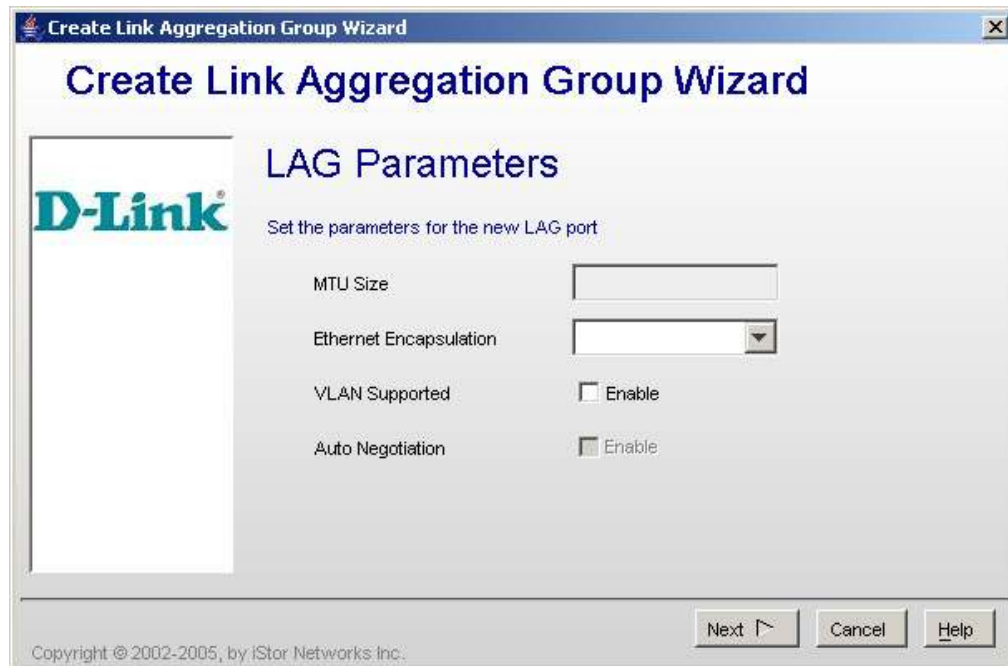 Create Link Aggregation Group Wizard
Create Link Aggregation Group Wizard
D-Link®
LAG Parameters
Set the parameters for the new LAG port
MTU Size
Ethernet Encapsulation
VLAN Supported
Enable
Auto Negotiation
Enable
Next
Cancel
Help
Copyright © 2002-2005, by iStor Networks Inc.